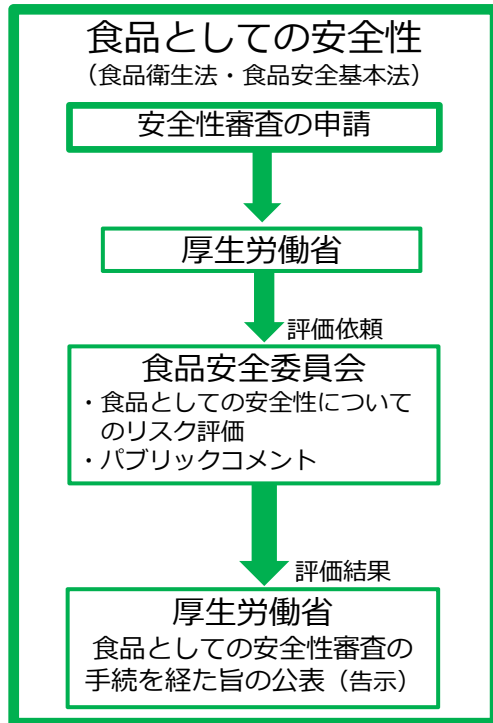 食品としての安全性
（食品衛生法・食品安全基本法）
安全性審査の申請
厚生労働省
評価依頼
食品安全委員会
・食品としての安全性について
のリスク評価
・パブリックコメント
評価結果
厚生労働省
食品としての安全性審査の
手続を経た旨の公表（告示）